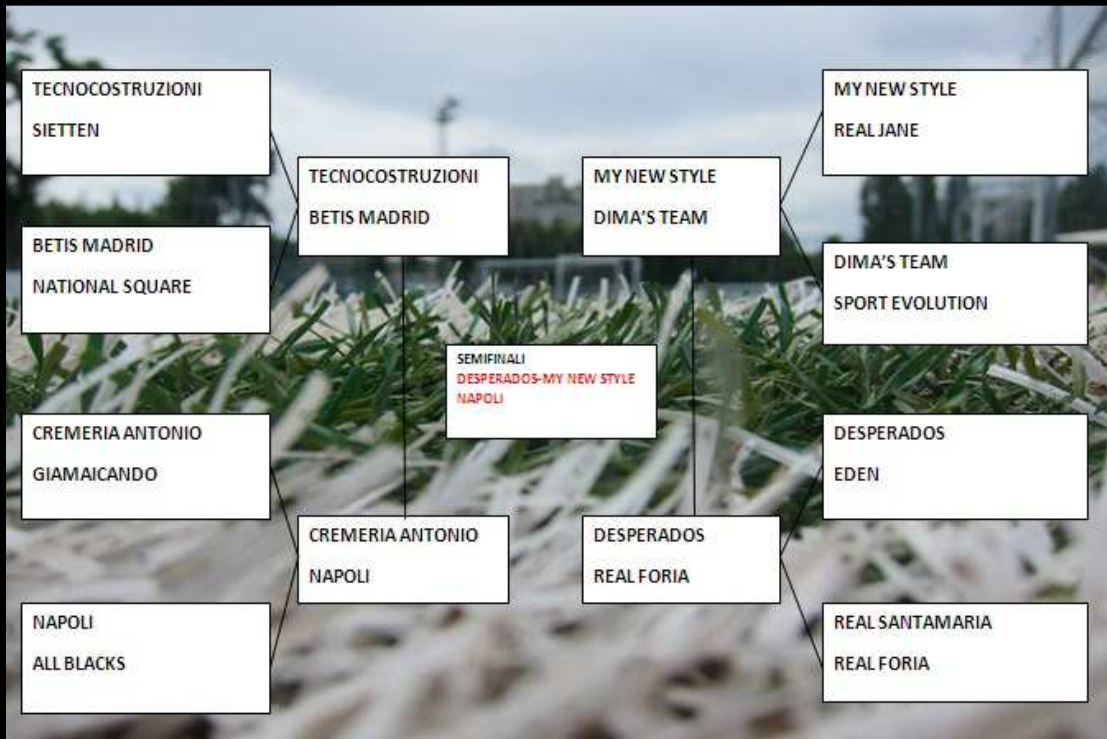 TECNOCOSTRUZIONI
SIETTEN
BETIS MADRID
NATIONAL SQUARE
TECNOCOSTRUZIONI
BETIS MADRID
CREMERIA ANTONIO
GIAMAICANDO
NAPOLI
ALL BLACKS
CREMERIA ANTONIO
NAPOLI
SEMIFINALI
DESPERADOS-MY NEW STYLE
NAPOLI
MY NEW STYLE
DIMA'S TEAM
DESPERADOS
REAL FORIA
MY NEW STYLE
REAL JANE
DIMA'S TEAM
SPORT EVOLUTION
DESPERADOS
EDEN
REAL SANTAMARIA
REAL FORIA